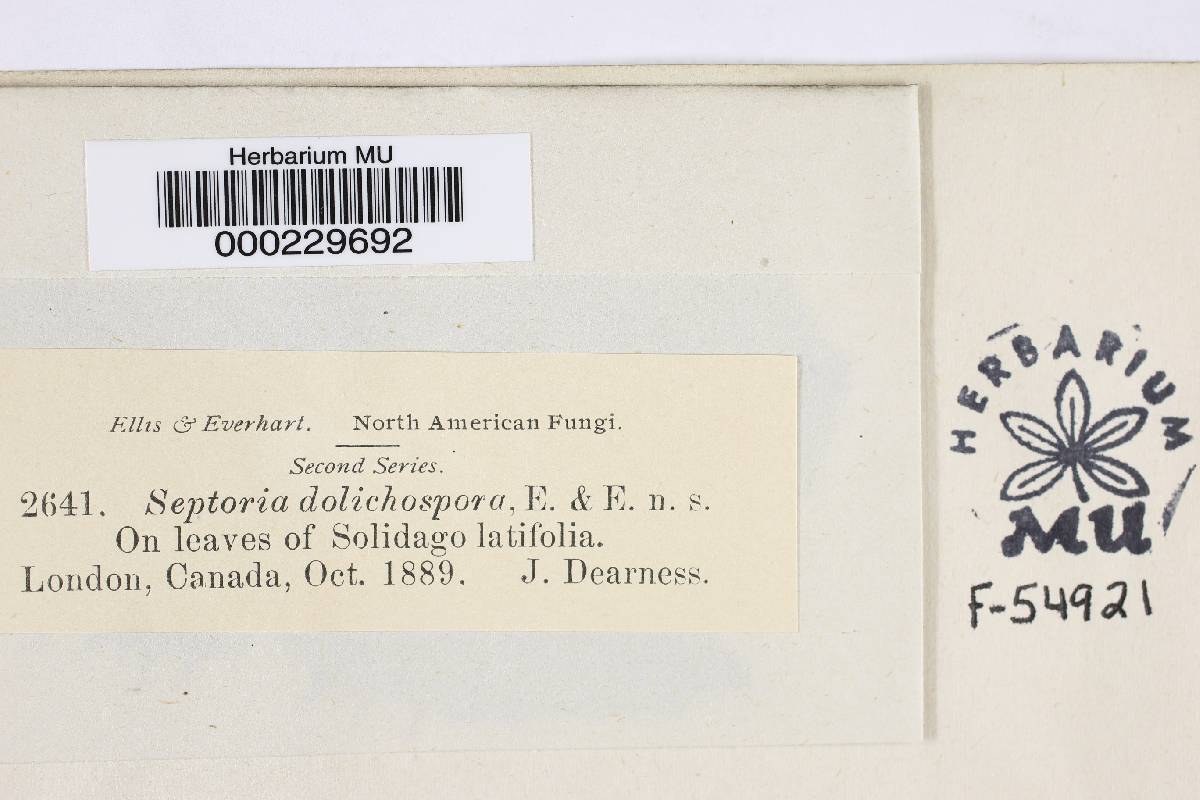 Herbarium MU
000229692
Ellis & Everhart. North American Fungi.
Second Series.
2641. Septoria dolichospora, E. & E. n. s.
On leaves of Solidago latifolia.
London, Canada, Oct. 1889. J. Dearness.
HERBARIUM
MU
F-54921